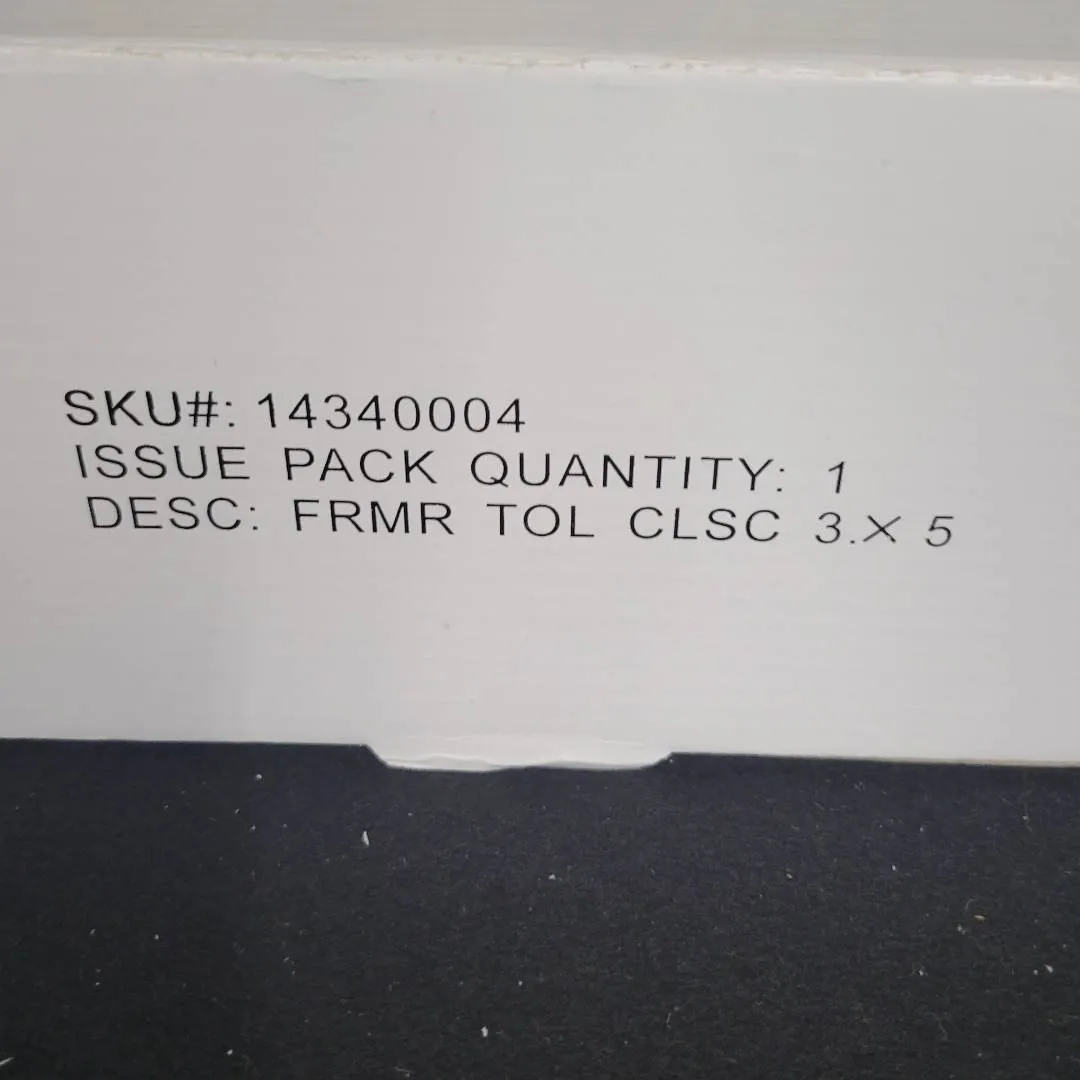 SKU#: 14340004
ISSUE PACK QUANTITY: 1
DESC: FRMR TOL CLSC 3.X 5